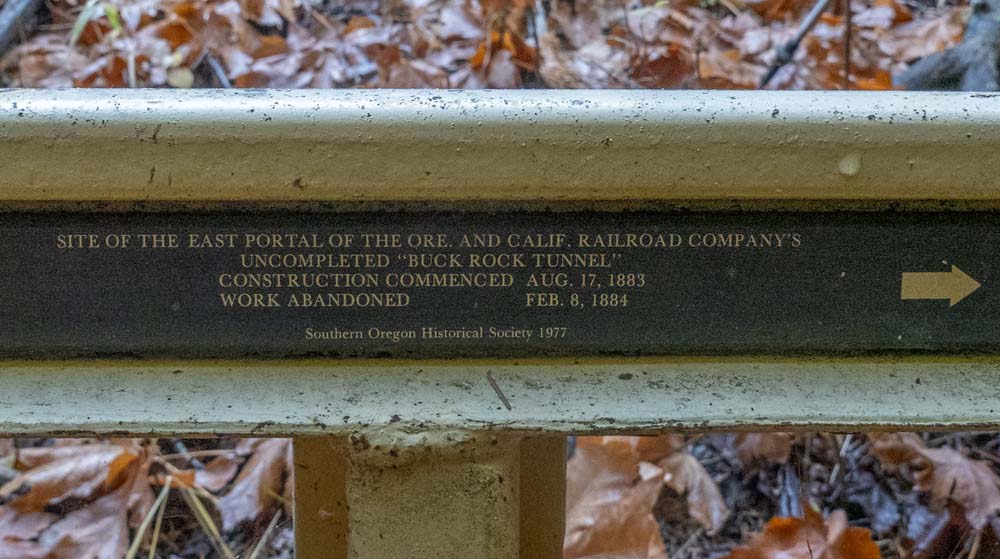 SITE OF THE EAST PORTAL OF THE ORE. AND CALIF. RAILROAD COMPANY'S
UNCOMPLETED "BUCK ROCK TUNNEL"
CONSTRUCTION COMMENCED AUG. 17, 1883
WORK ABANDONED FEB. 8, 1884
Southern Oregon Historical Society 1977